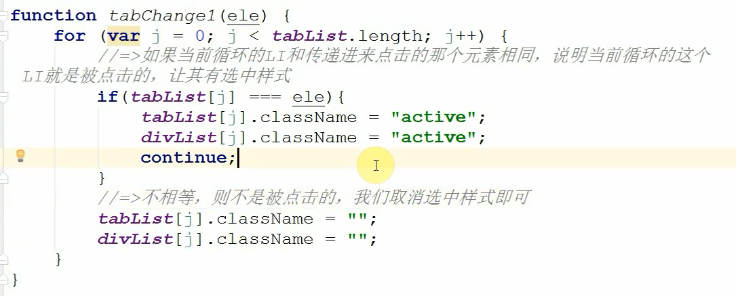 function tabChange1(ele) {
for (var j = 0; j < tabList.length; j++) {
//=>如果当前循环的LI和传递进来点击的那个元素相同，说明当前循环的这个
LI就是被点击的，让其有选中样式
if(tabList[j] === ele){
tabList[j].className = "active";
divList[j].className = "active";
continue;
}
//=>不相等，则不是被点击的，我们取消选中样式即可
tabList[j].className = "";
divList[j].className = "";
}
}